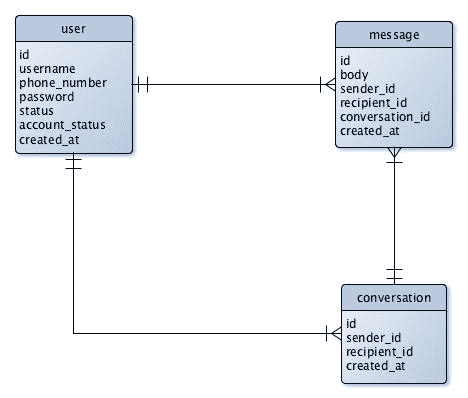 user
id
username
phone_number
password
status
account_status
created_at
message
id
body
sender_id
recipient_id
conversation_id
created_at
conversation
id
sender_id
recipient_id
created_at